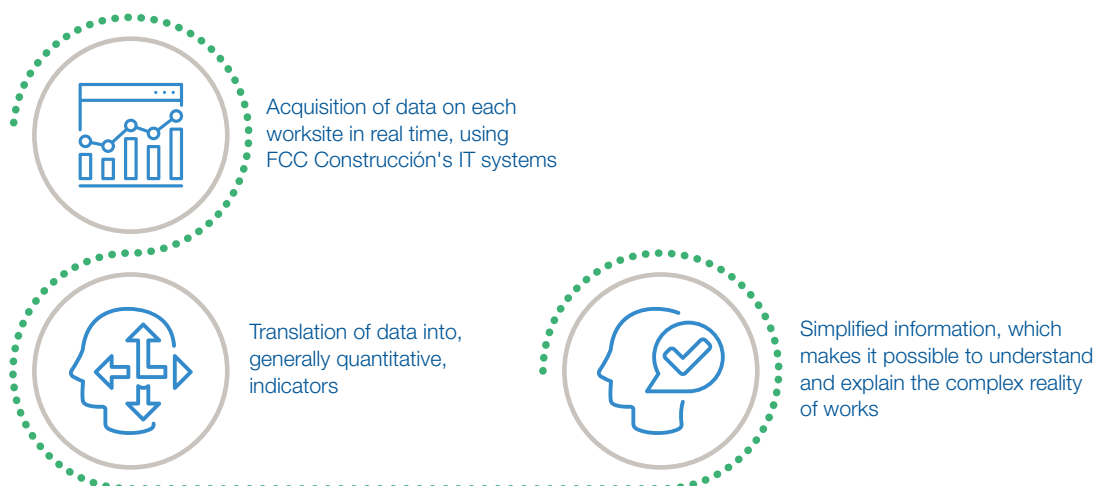 Acquisition of data on each
worksite in real time, using
FCC Construcción's IT systems
Translation of data into,
generally quantitative,
indicators
Simplified information, which
makes it possible to understand
and explain the complex reality
of works